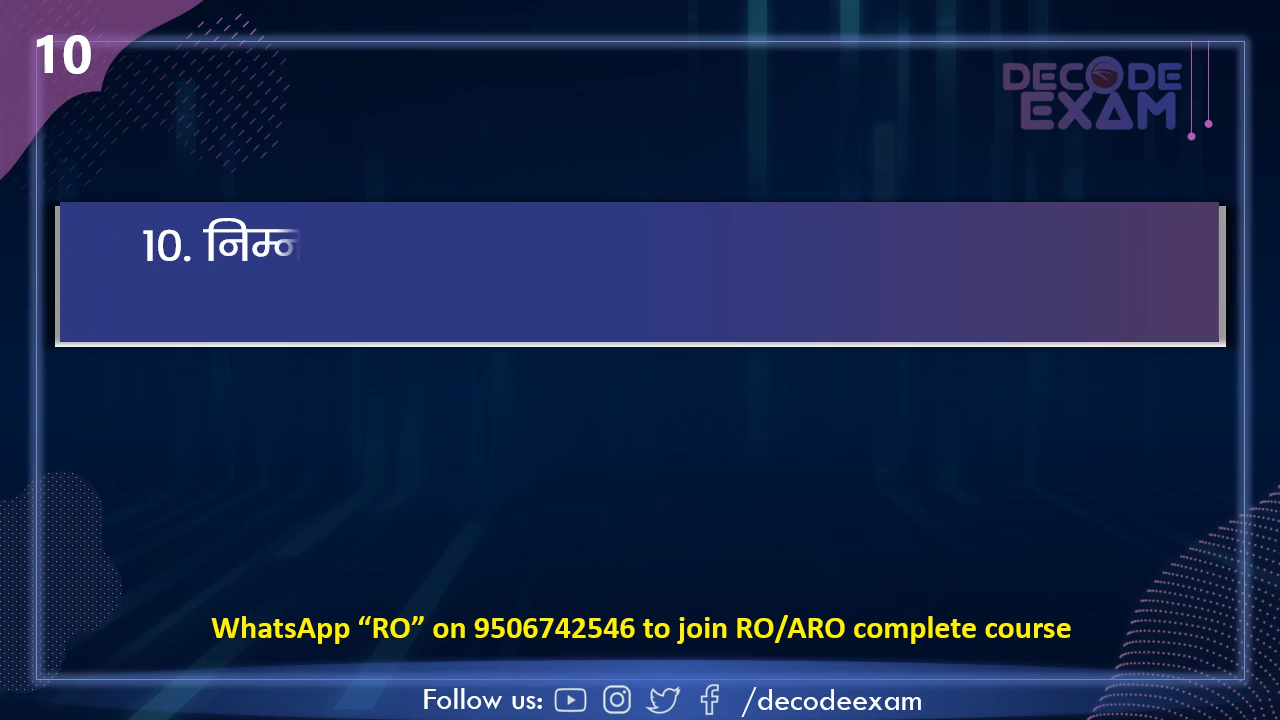 10
DECODE
EXAM
10. निम्न
WhatsApp “RO” on 9506742546 to join RO/ARO complete course
Follow us: /decodeexam